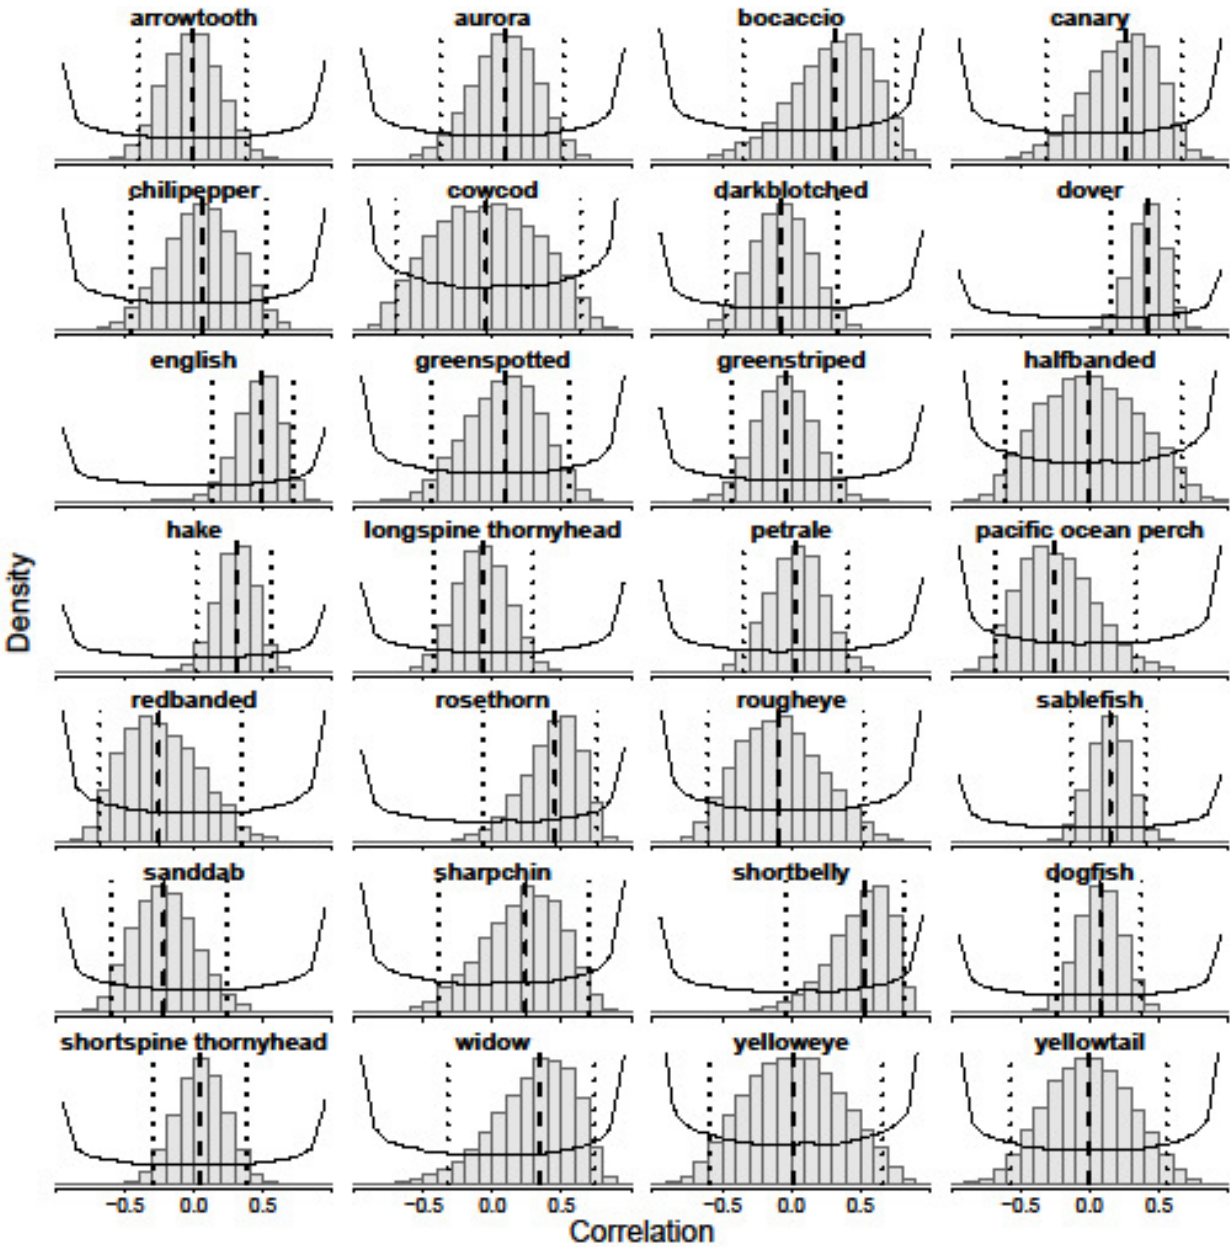 arrowtooth aurora bocaccio canary
chilipepper cowcod darkblotched dover
english greenspotted greenstriped halfbanded
hake longspine thornyhead petrale pacific ocean perch
Density
redbanded rosethorn rougheye sablefish
sanddab sharpchin shortbelly dogfish
shortspine thornyhead widow yelloweye yellowtail
−0.5 0.0 0.5 −0.5 0.0 0.5 −0.5 0.0 0.5 −0.5 0.0 0.5
Correlation